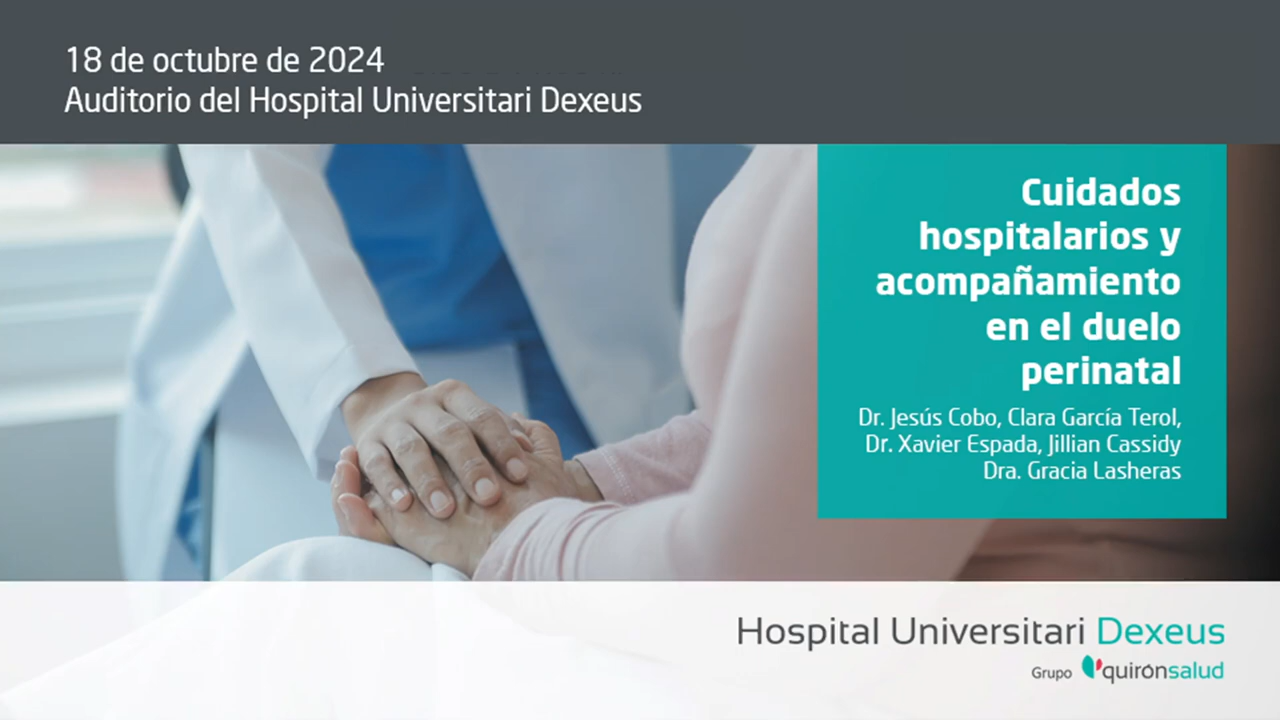 18 de octubre de 2024
Auditorio del Hospital Universitari Dexeus
Cuidados
hospitalarios y
acompañamiento
en el duelo
perinatal
Dr. Jesús Cobo, Clara García Terol,
Dr. Xavier Espada, Jillian Cassidy
Dra. Gracia Lasheras
Hospital Universitari Dexeus
Grupo quirónsalud